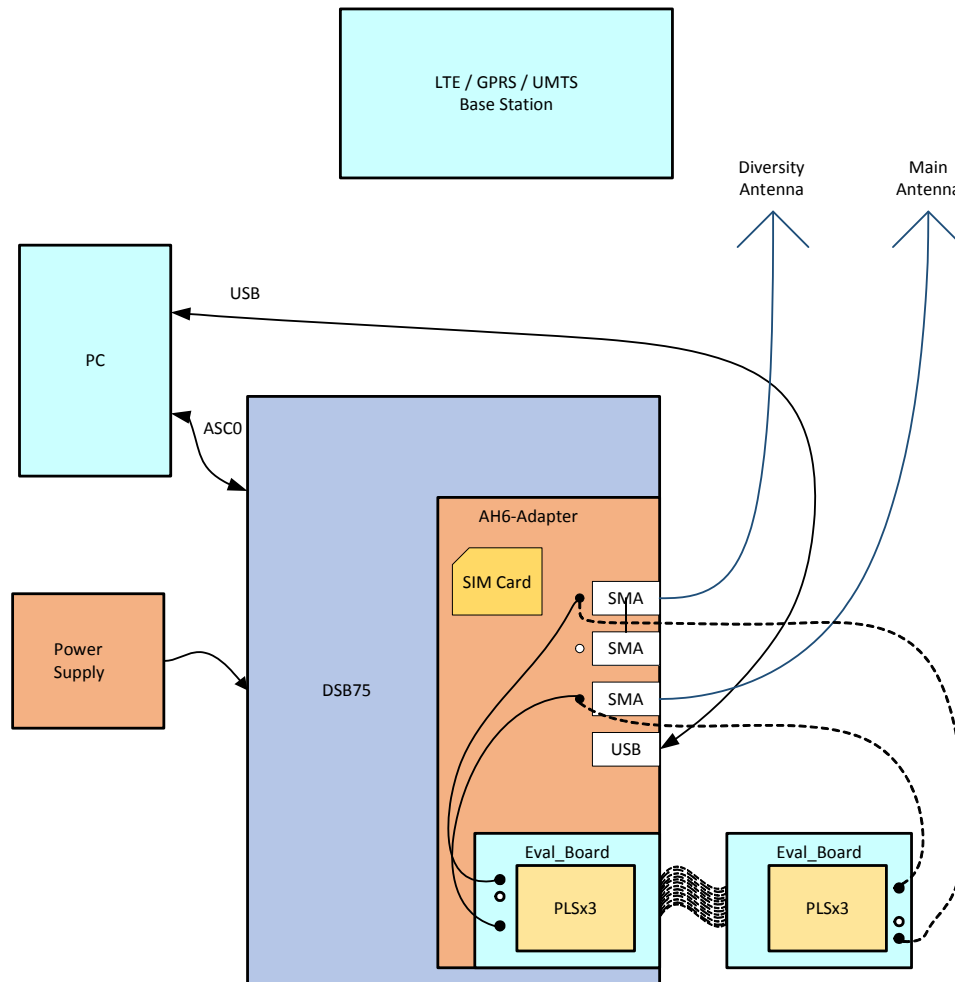 LTE / GPRS / UMTS
Base Station
Diversity
Antenna
Main
Antenna
USB
PC
ASC0
AH6-Adapter
SIM Card
SMA
SMA
SMA
USB
Power
Supply
DSB75
Eval_Board
PLSx3
Eval_Board
PLSx3